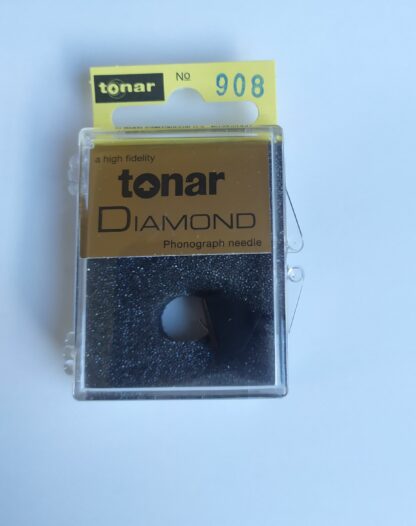 tonar No 908
a high fidelity
tonar
DIAMOND
Phonograph needle